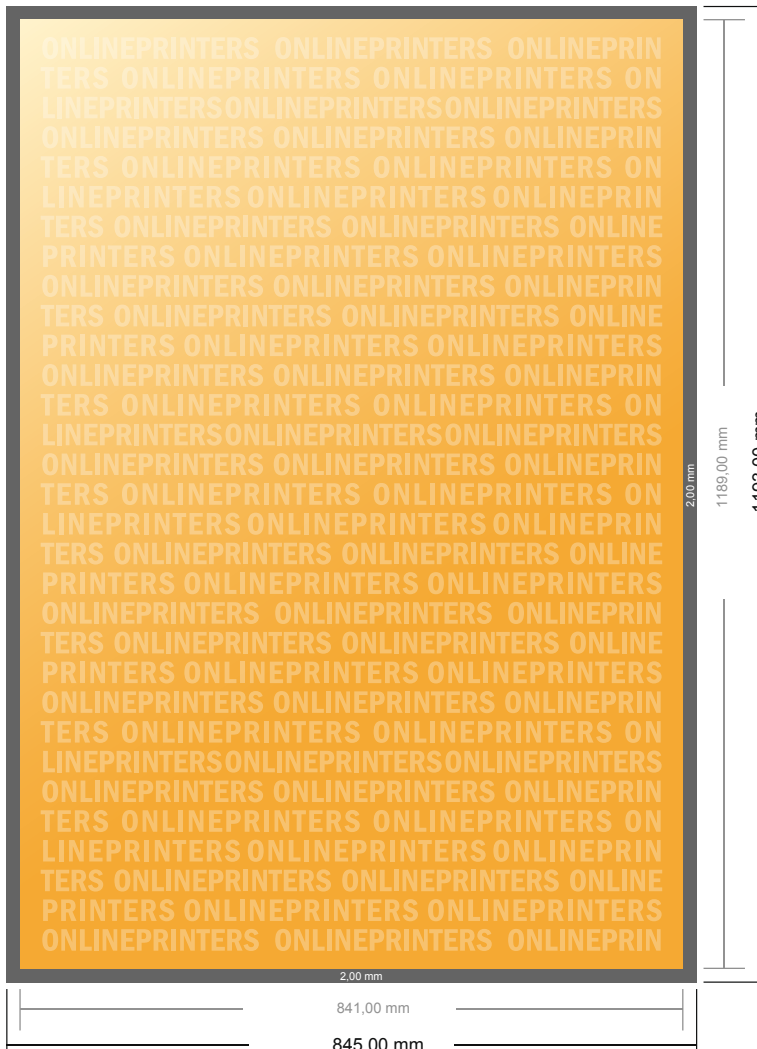 ONLINEPRINTERS ONLINEPRINTERS ONLINEPRIN
TERS ONLINEPRINTERS ONLINEPRINTERS ON
LINEPRINTERSONLINEPRINTERSONLINEPRINTERS
ONLINEPRINTERS ONLINEPRINTERS ONLINEPRIN
TERS ONLINEPRINTERS ONLINEPRINTERS ON
LINEPRINTERS ONLINEPRINTERS ONLINEPRIN
TERS ONLINEPRINTERS ONLINEPRINTERS ONLINE
PRINTERS ONLINEPRINTERS ONLINEPRINTERS
ONLINEPRINTERS ONLINEPRINTERS ONLINEPRIN
TERS ONLINEPRINTERS ONLINEPRINTERS ONLINE
PRINTERS ONLINEPRINTERS ONLINEPRINTERS
ONLINEPRINTERS ONLINEPRINTERS ONLINEPRIN
TERS ONLINEPRINTERS ONLINEPRINTERS ON
LINEPRINTERSONLINEPRINTERSONLINEPRINTERS
ONLINEPRINTERS ONLINEPRINTERS ONLINEPRIN
TERS ONLINEPRINTERS ONLINEPRINTERS ON
LINEPRINTERS ONLINEPRINTERS ONLINEPRIN
TERS ONLINEPRINTERS ONLINEPRINTERS ONLINE
PRINTERS ONLINEPRINTERS ONLINEPRINTERS
ONLINEPRINTERS ONLINEPRINTERS ONLINEPRIN
TERS ONLINEPRINTERS ONLINEPRINTERS ONLINE
PRINTERS ONLINEPRINTERS ONLINEPRINTERS
ONLINEPRINTERS ONLINEPRINTERS ONLINEPRIN
TERS ONLINEPRINTERS ONLINEPRINTERS ON
LINEPRINTERSONLINEPRINTERSONLINEPRINTERS
ONLINEPRINTERS ONLINEPRINTERS ONLINEPRIN
TERS ONLINEPRINTERS ONLINEPRINTERS ON
LINEPRINTERS ONLINEPRINTERS ONLINEPRIN
TERS ONLINEPRINTERS ONLINEPRINTERS ONLINE
PRINTERS ONLINEPRINTERS ONLINEPRINTERS
ONLINEPRINTERS ONLINEPRINTERS ONLINEPRIN
2,00 mm
1189,00 mm
2,00 mm
841,00 mm
845,00 mm